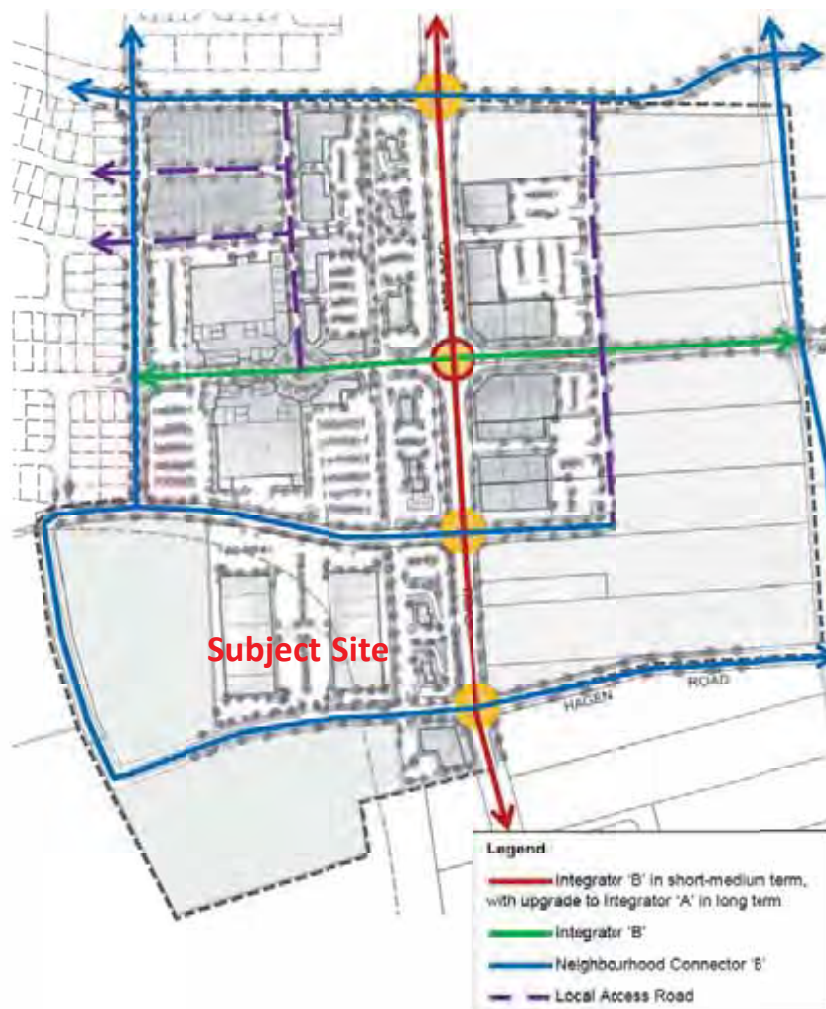 Subject Site
HAGEN
ROAD
Legend
Integrator 'B' in short-medium term,
with upgrade to Integrator 'A' in long term
Integrator 'B'
Neighbourhood Connector 'B'
Local Access Road